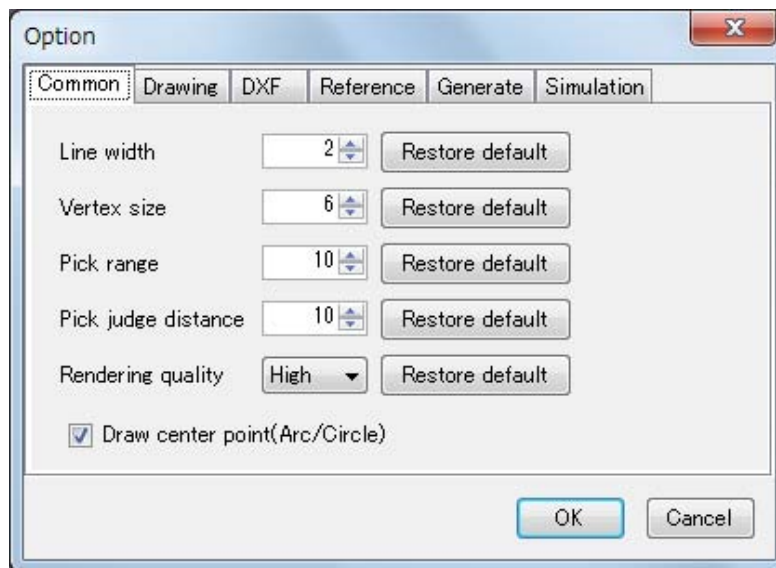 Option
Common Drawing DXF Reference Generate Simulation
Line width 2 Restore default
Vertex size 6 Restore default
Pick range 10 Restore default
Pick judge distance 10 Restore default
Rendering quality High Restore default
Draw center point(Arc/Circle)
OK Cancel